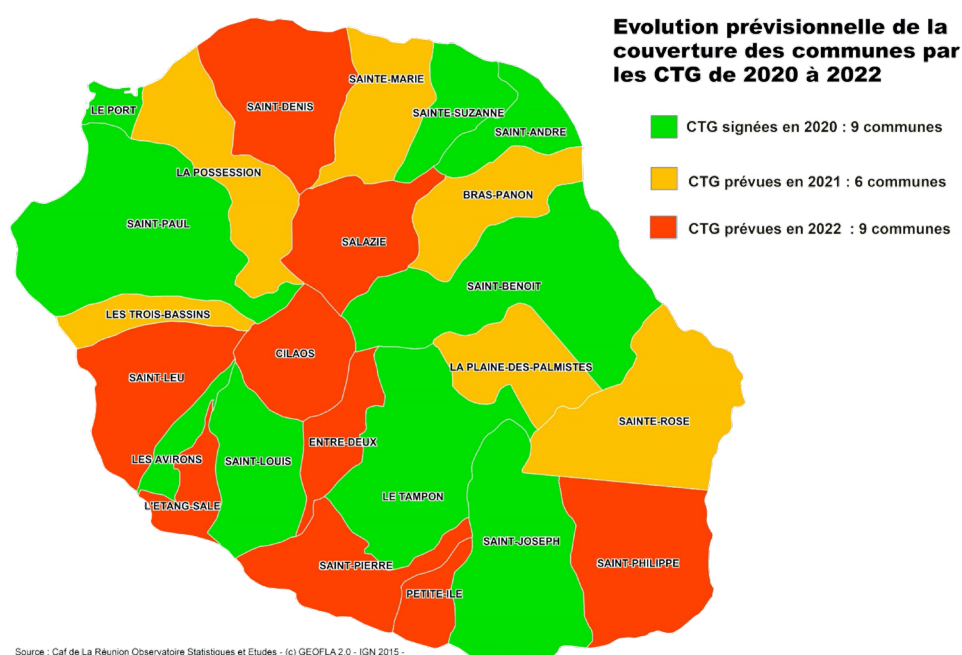 Evolution prévisionnelle de la
couverture des communes par
les CTG de 2020 à 2022
CTG signées en 2020 : 9 communes
CTG prévues en 2021 : 6 communes
CTG prévues en 2022 : 9 communes
SAINTE-MARIE
LE PORT
SAINT-DENIS
SAINTE-SUZANNE
SAINT-ANDRE
LA POSSESSION
BRAS-PANON
SAINT-PAUL
SALAZIE
SAINT-BENOIT
LES TROIS-BASSINS
CILAOS
LA PLAINE-DES-PALMISTES
SAINT-LEU
SAINTE-ROSE
ENTRE-DEUX
LES AVIRONS
SAINT-LOUIS
LE TAMPON
L'ETANG-SALE
SAINT-JOSEPH
SAINT-PIERRE
SAINT-PHILIPPE
PETITE-ILE
Source : Caf de La Réunion Observatoire Statistiques et Etudes - (c) GEOFLA 2.0 - IGN 2015 -